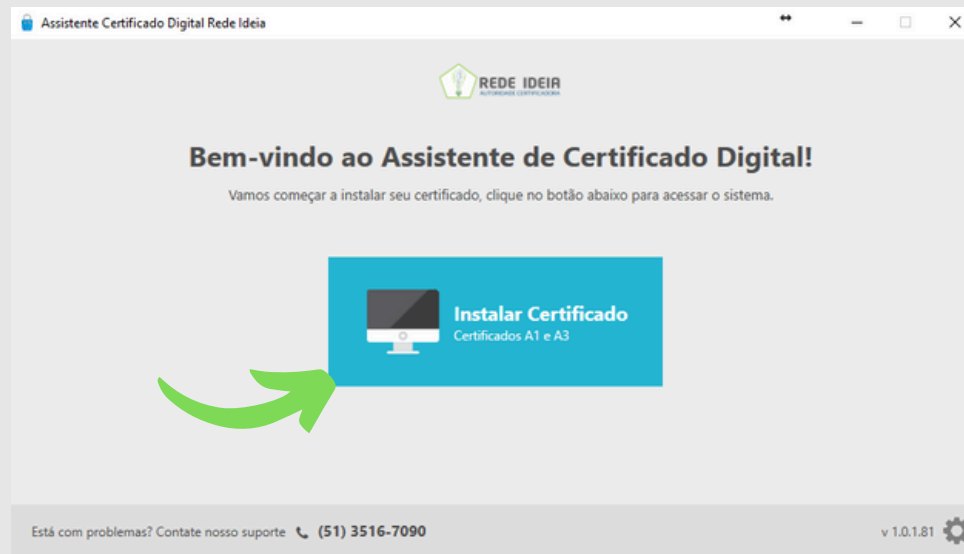 Assistente Certificado Digital Rede Ideia
REDE IDEIA
AUTORIDADE CERTIFICADORA
Bem-vindo ao Assistente de Certificado Digital!
Vamos começar a instalar seu certificado, clique no botão abaixo para acessar o sistema.
Instalar Certificado
Certificados A1 e A3
Está com problemas? Contate nosso suporte (51) 3516-7090
v 1.0.1.81